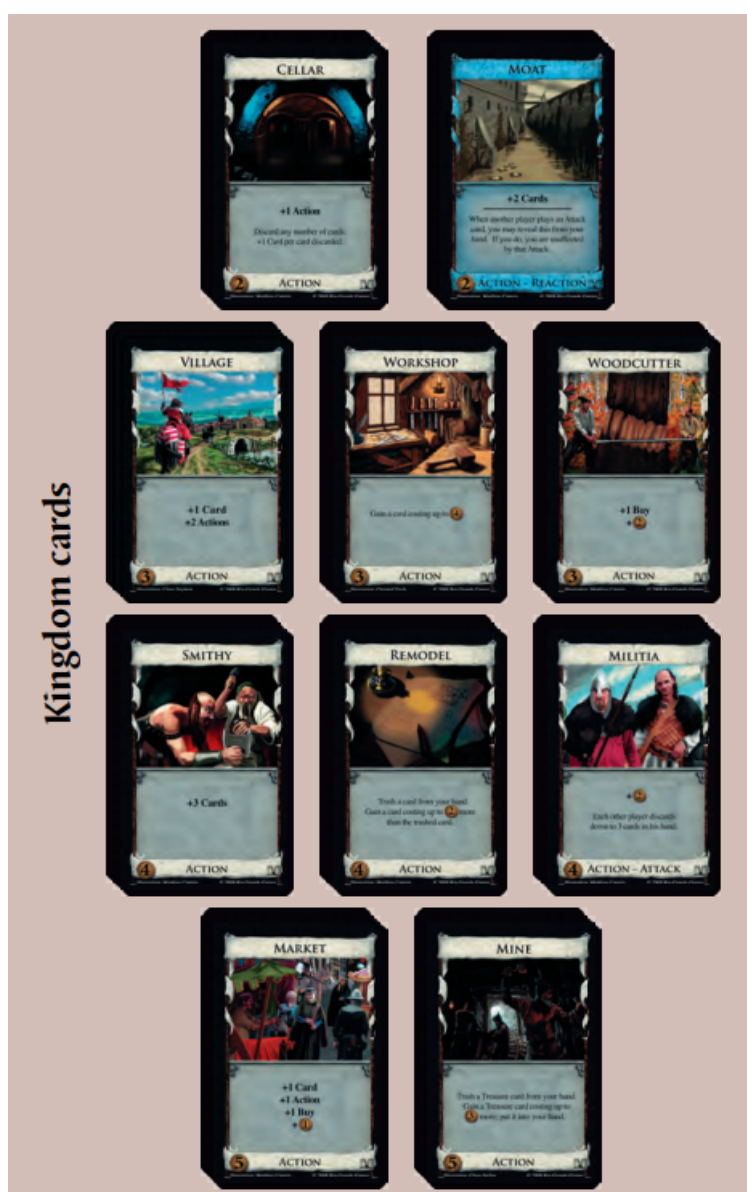 Kingdom cards
CELLAR
+1 Action
Discard any number of cards.
+1 Card per card discarded.
2 ACTION
MOAT
+2 Cards
When another player plays an Attack
card, you may reveal this from your
hand. If you do, you are unaffected
by that Attack.
2 ACTION - REACTION
VILLAGE
+1 Card
+2 Actions
3 ACTION
WORKSHOP
Gain a card costing up to 4.
3 ACTION
WOODCUTTER
+1 Buy
+2
3 ACTION
SMITHY
+3 Cards
4 ACTION
REMODEL
Trash a card from your hand.
Gain a card costing up to 2 more
than the trashed card.
4 ACTION
MILITIA
+2
Each other player discards
down to 3 cards in his hand.
4 ACTION - ATTACK
MARKET
+1 Card
+1 Action
+1 Buy
+1
5 ACTION
MINE
Trash a Treasure card from your hand.
Gain a Treasure card costing up to
3 more; put it into your hand.
5 ACTION